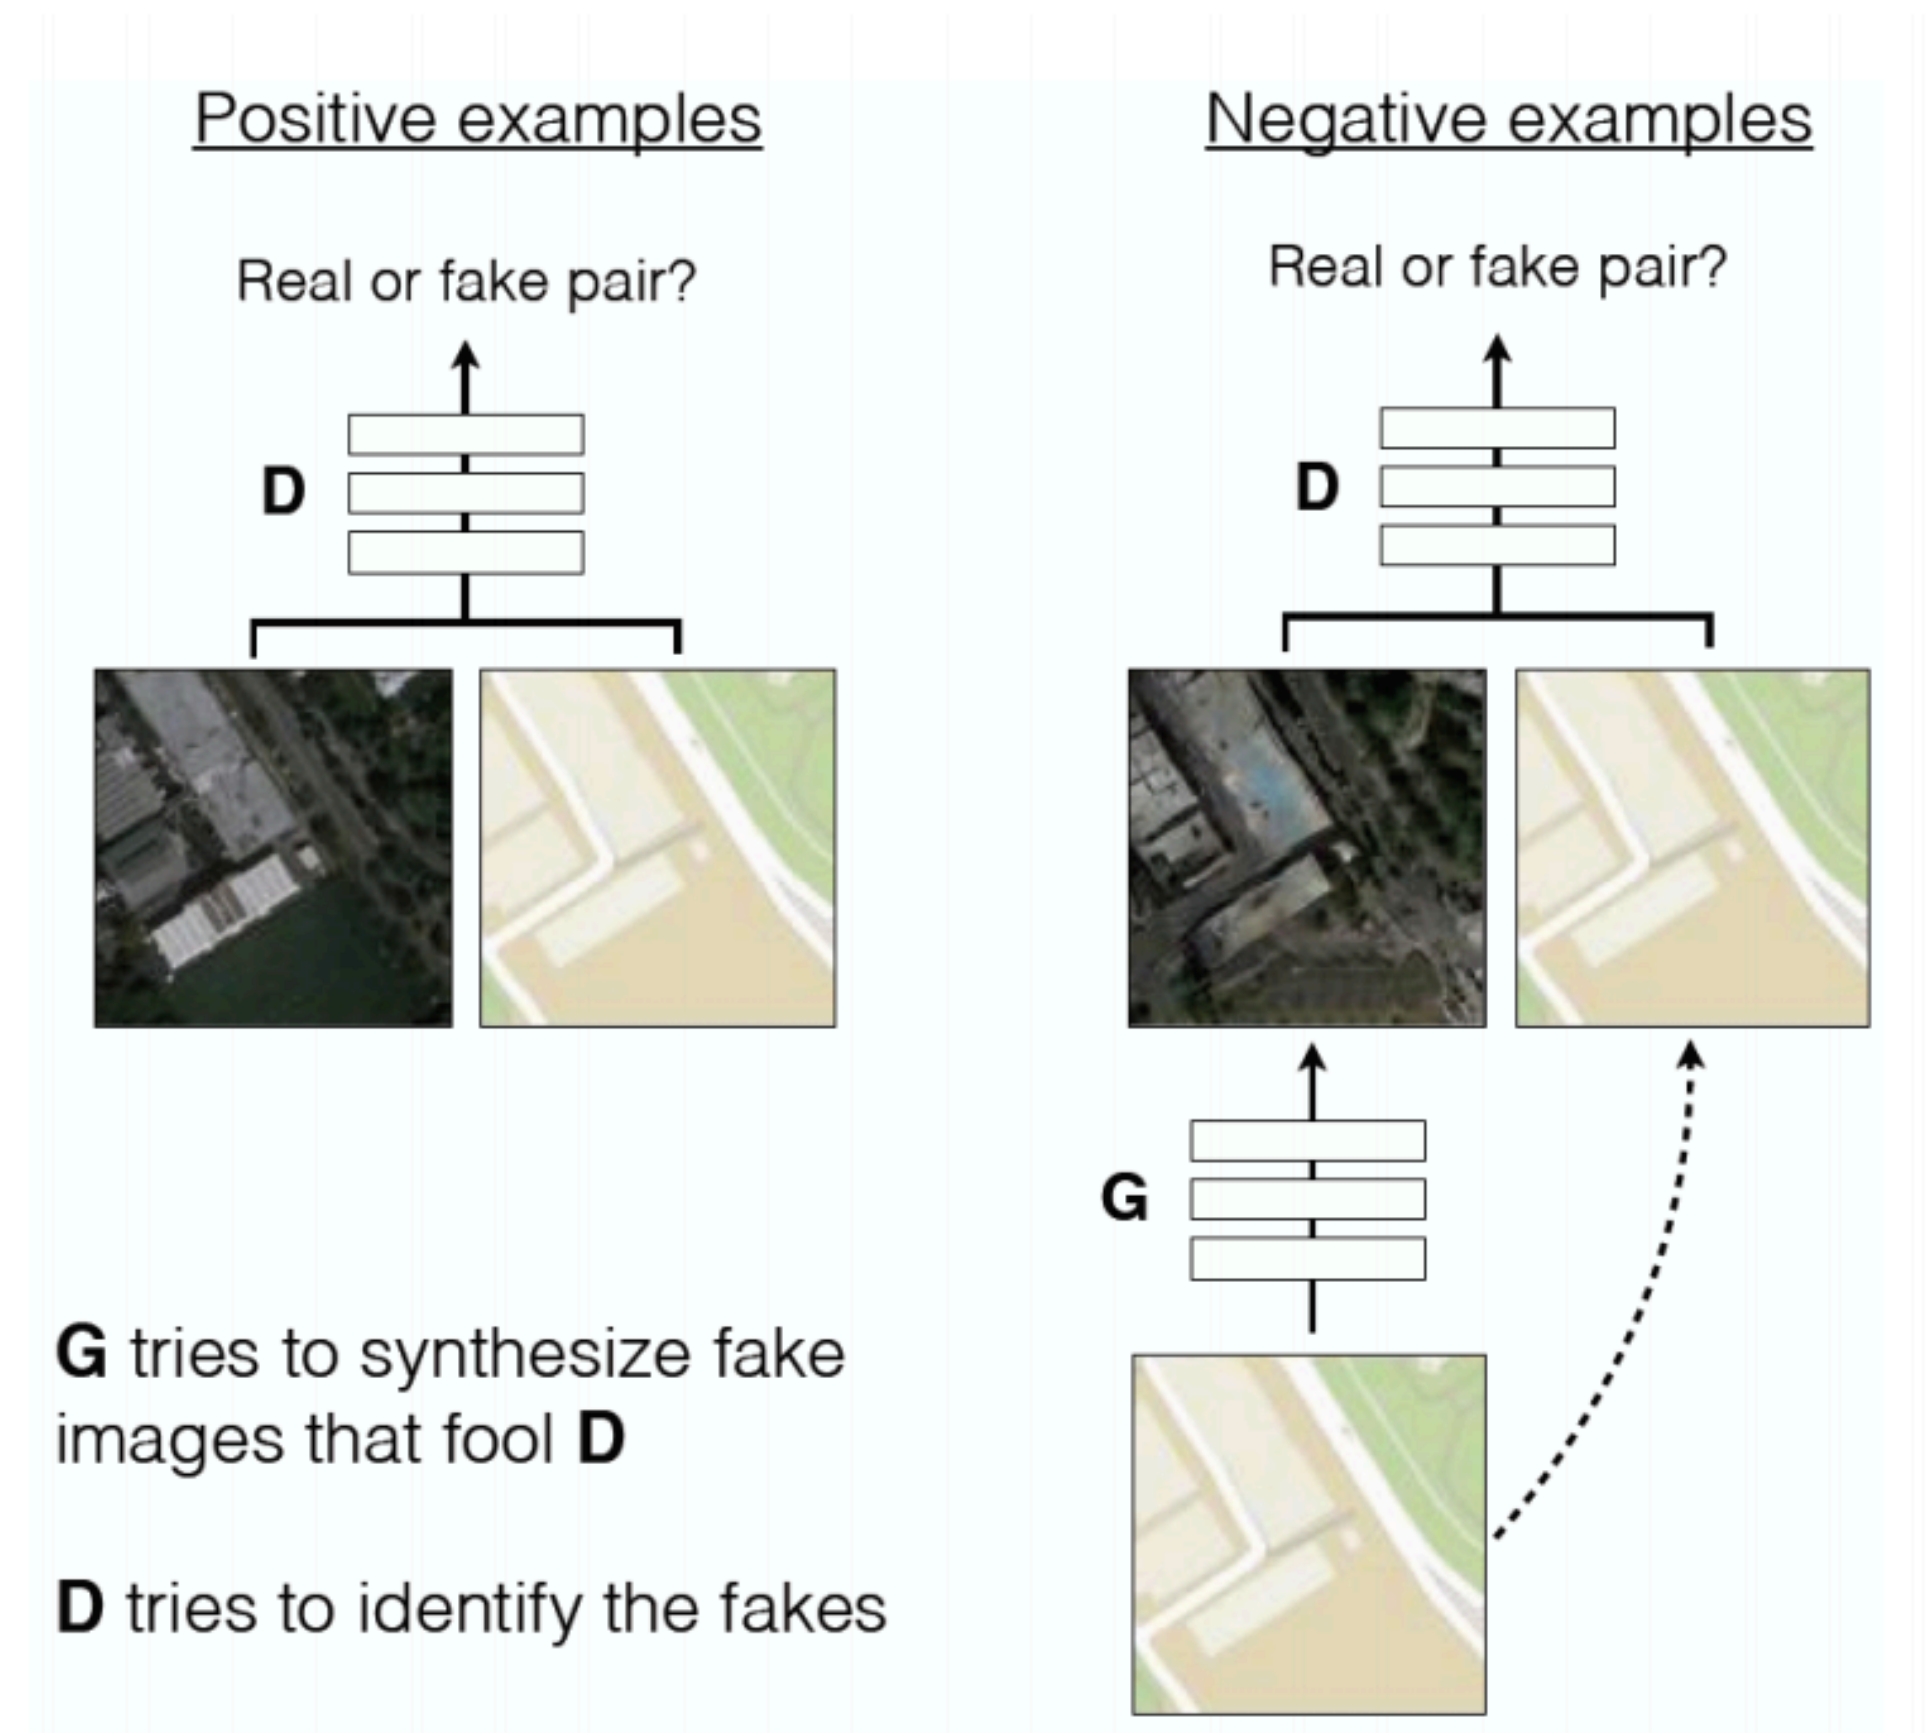 Positive examples
Real or fake pair?
D
Negative examples
Real or fake pair?
D
G
G tries to synthesize fake
images that fool D
D tries to identify the fakes